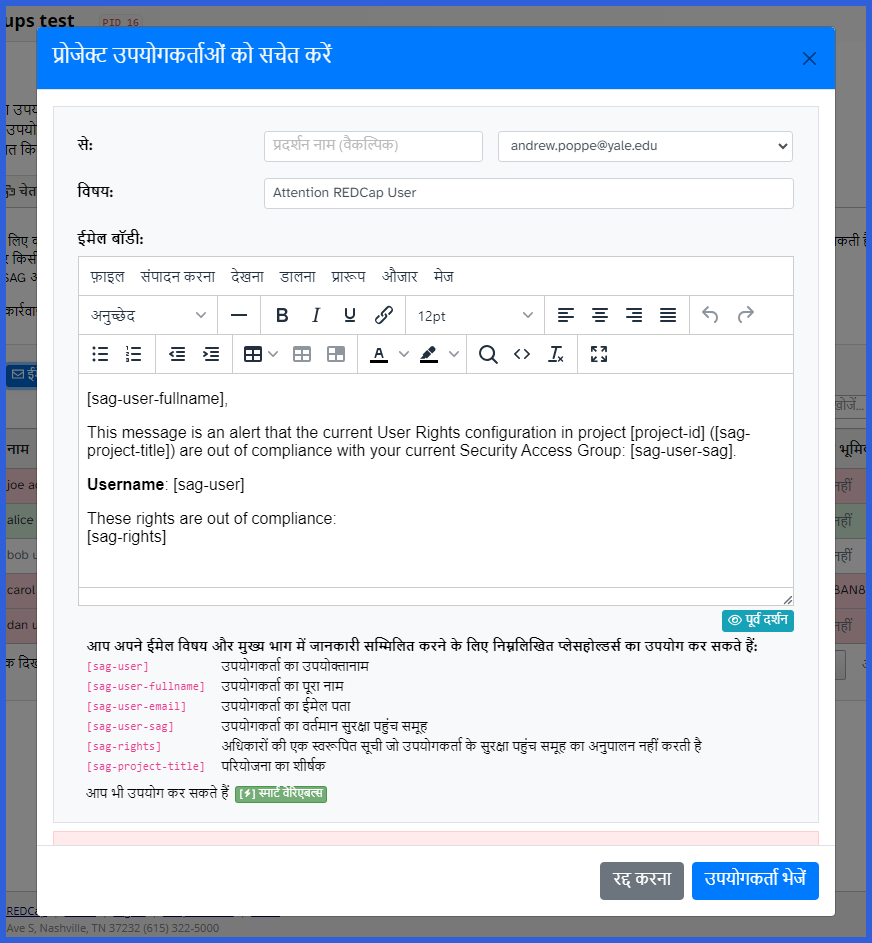 ups test PID 16
प्रोजेक्ट उपयोगकर्ताओं को सचेत करें
से: प्रदर्शन नाम (वैकल्पिक) andrew.poppe@yale.edu
विषय: Attention REDCap User
ईमेल बॉडी:
फ़ाइल संपादन करना देखना डालना प्रारूप औजार मेज
अनुच्छेद B I U 12pt
A
[sag-user-fullname],
This message is an alert that the current User Rights configuration in project [project-id] ([sag-
project-title]) are out of compliance with your current Security Access Group: [sag-user-sag].
Username: [sag-user]
These rights are out of compliance:
[sag-rights]
पूर्व दर्शन
आप अपने ईमेल विषय और मुख्य भाग में जानकारी सम्मिलित करने के लिए निम्नलिखित प्लेसहोल्डर्स का उपयोग कर सकते हैं:
[sag-user] उपयोगकर्ता का उपयोक्तानाम
[sag-user-fullname] उपयोगकर्ता का पूरा नाम
[sag-user-email] उपयोगकर्ता का ईमेल पता
[sag-user-sag] उपयोगकर्ता का वर्तमान सुरक्षा पहुंच समूह
[sag-rights] अधिकारों की एक स्वरूपित सूची जो उपयोगकर्ता के सुरक्षा पहुंच समूह का अनुपालन नहीं करती है
[sag-project-title] परियोजना का शीर्षक
आप भी उपयोग कर सकते हैं [⚡] स्मार्ट वेरिएबल्स
रद्द करना उपयोगकर्ता भेजें
नाम
joe
alice
नहीं
bob
नहीं
carol
dan
नहीं
Ave S, Nashville, TN 37232 (615) 322-5000